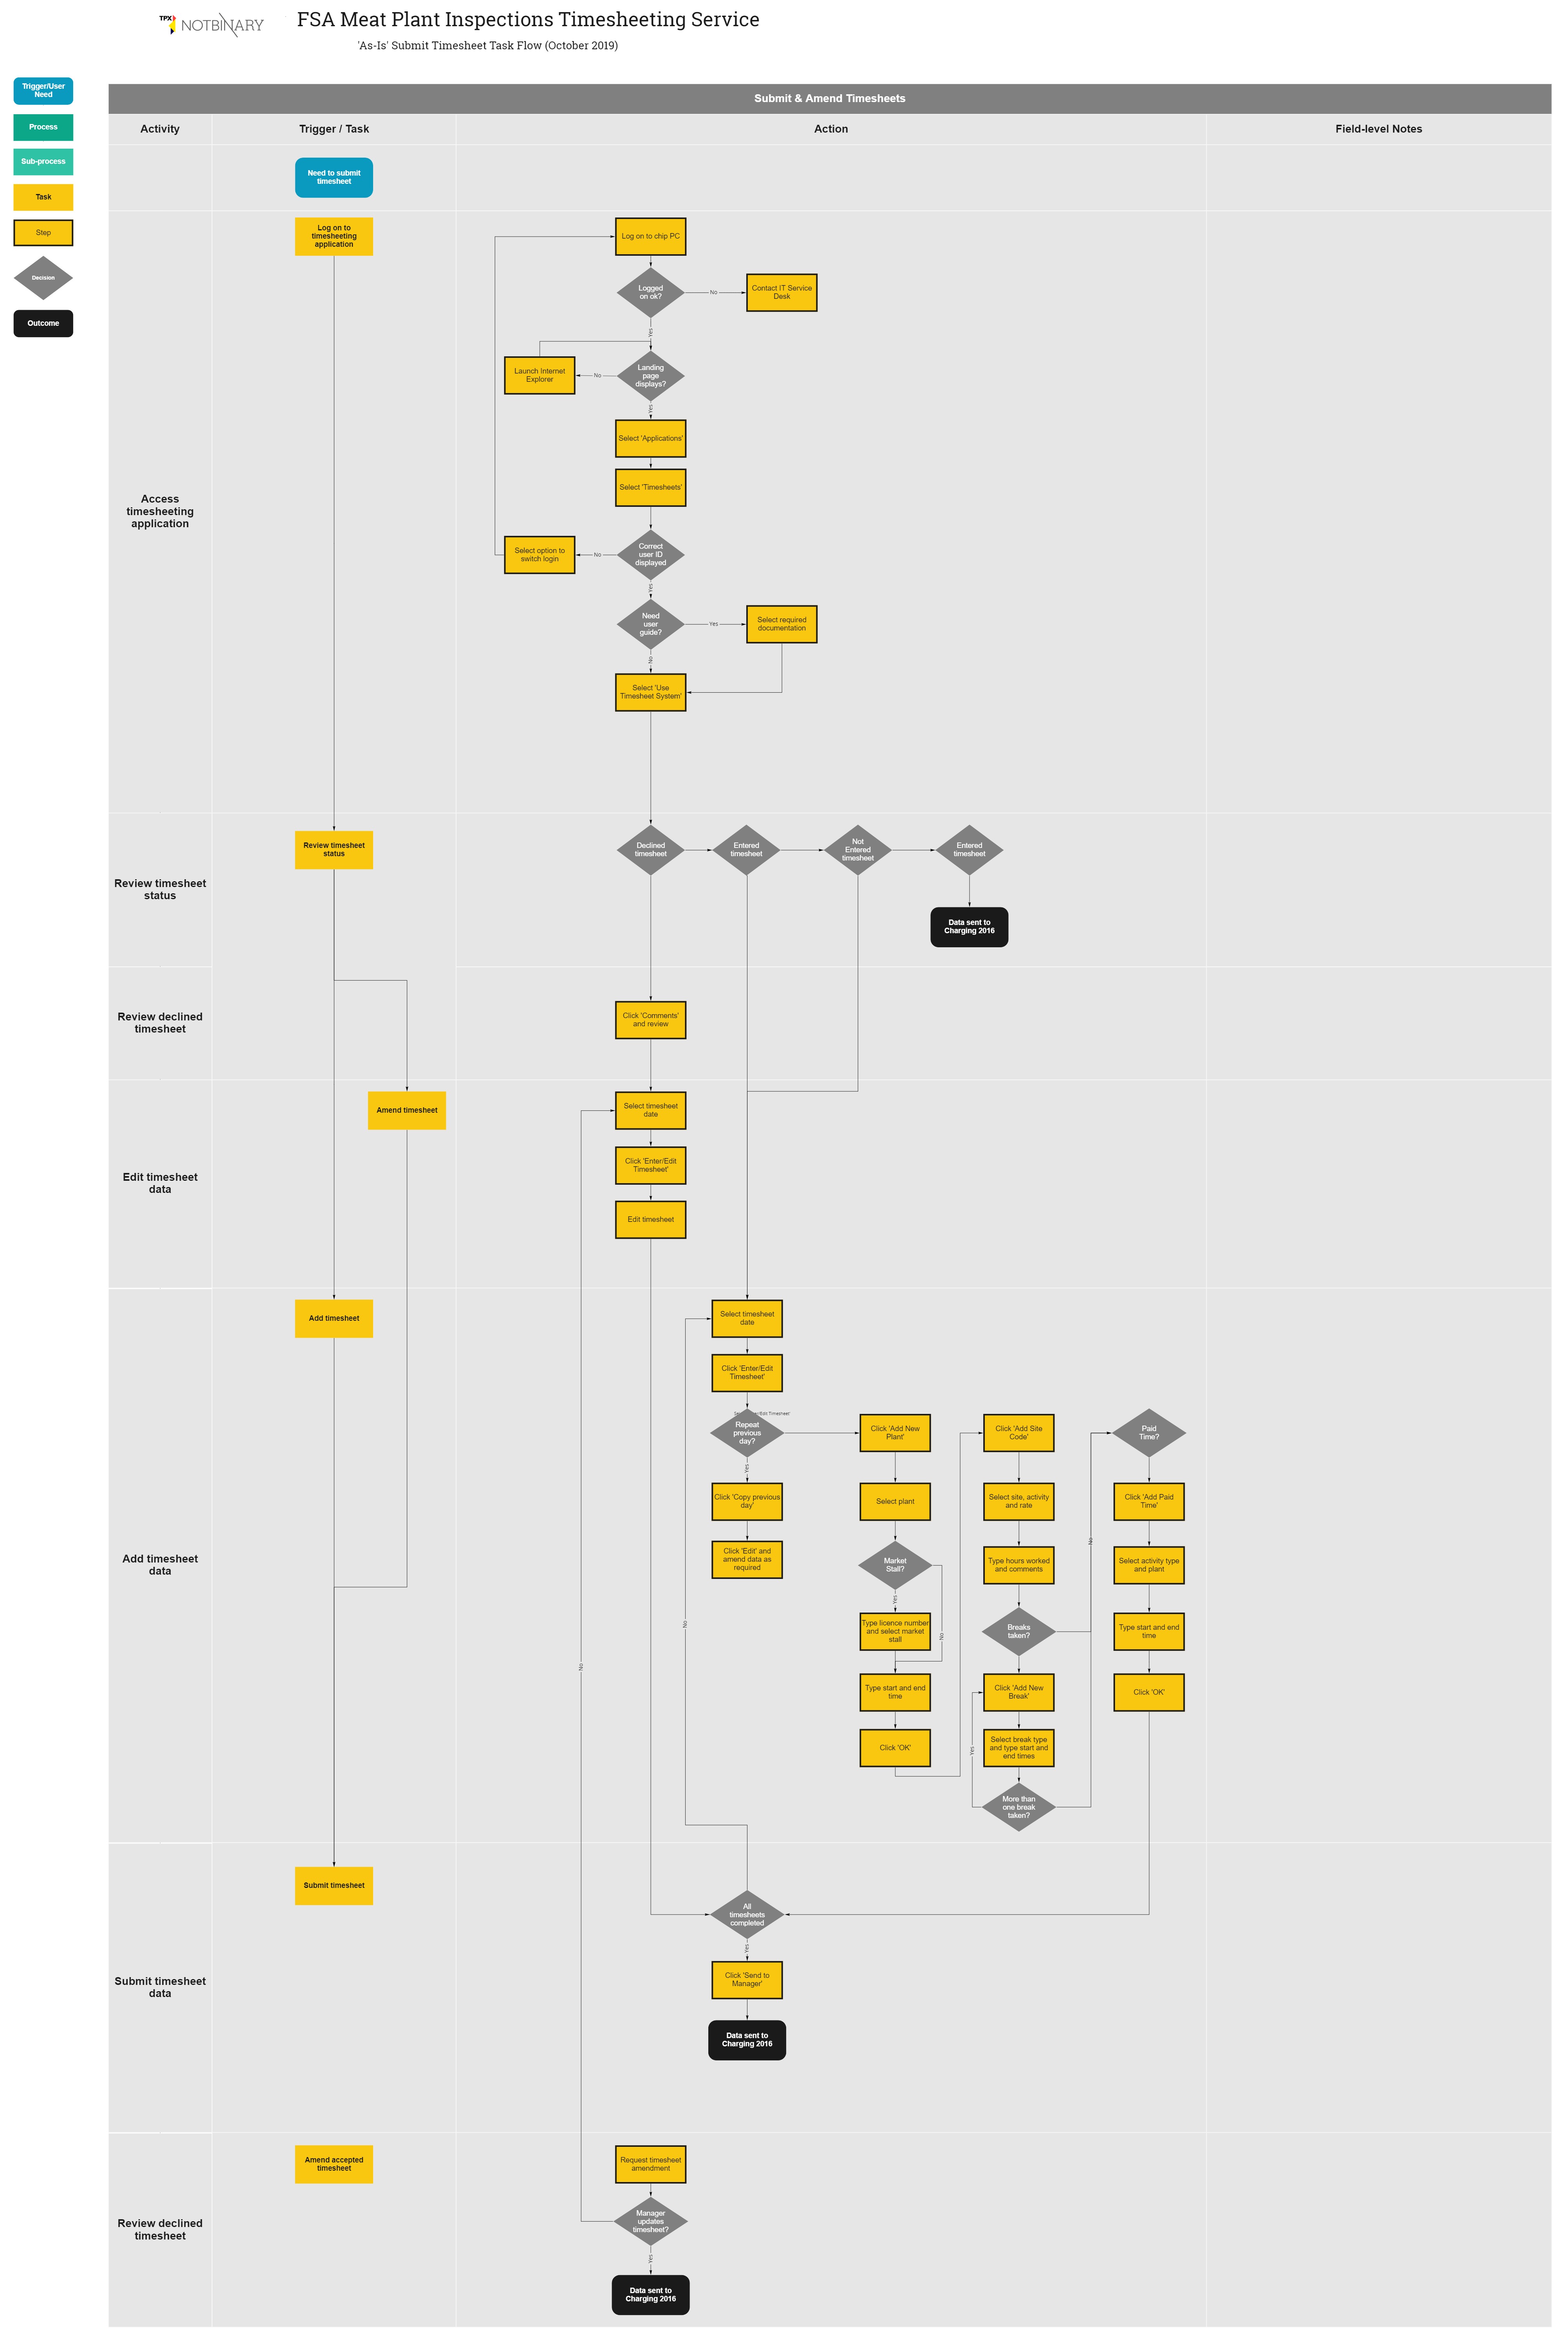 TPX
NOTBINARY
FSA Meat Plant Inspections Timesheeting Service
'As-Is' Submit Timesheet Task Flow (October 2019)
Trigger/User
Need
Process
Sub-process
Task
Step
Decision
Outcome
Submit & Amend Timesheets
Activity
Trigger / Task
Action
Field-level Notes
Need to submit
timesheet
Access
timesheeting
application
Log on to
timesheeting
application
Log on to chip PC
Logged
on ok?
No
Contact IT Service
Desk
Yes
Landing
page
displays?
No
Launch Internet
Explorer
Yes
Select 'Applications'
Select 'Timesheets'
Correct
user ID
displayed
No
Select option to
switch login
Yes
Need
user
guide?
Yes
Select required
documentation
No
Select 'Use
Timesheet System'
Review timesheet
status
Review timesheet
status
Declined
timesheet
Entered
timesheet
Not
Entered
timesheet
Entered
timesheet
Data sent to
Charging 2016
Review declined
timesheet
Click 'Comments'
and review
Edit timesheet
data
Amend timesheet
Select timesheet
date
Click 'Enter/Edit
Timesheet'
Edit timesheet
Add timesheet
data
Add timesheet
Select timesheet
date
Click 'Enter/Edit
Timesheet'
r/Edit Timesheet'
Repeat
previous
day?
Yes
Click 'Copy previous
day'
Click 'Edit' and
amend data as
required
Click 'Add New
Plant'
Select plant
Market
Stall?
Yes
No
Type licence number
and select market
stall
Type start and end
time
Click 'OK'
Click 'Add Site
Code'
Select site, activity
and rate
Type hours worked
and comments
Breaks
taken?
No
Click 'Add New
Break'
Select break type
and type start and
end times
More than
one break
taken?
Yes
Paid
Time?
Click 'Add Paid
Time'
Select activity type
and plant
Type start and end
time
Click 'OK'
No
No
Submit timesheet
data
Submit timesheet
All
timesheets
completed
Yes
Click 'Send to
Manager'
Data sent to
Charging 2016
Review declined
timesheet
Amend accepted
timesheet
Request timesheet
amendment
Manager
updates
timesheet?
Yes
Data sent to
Charging 2016